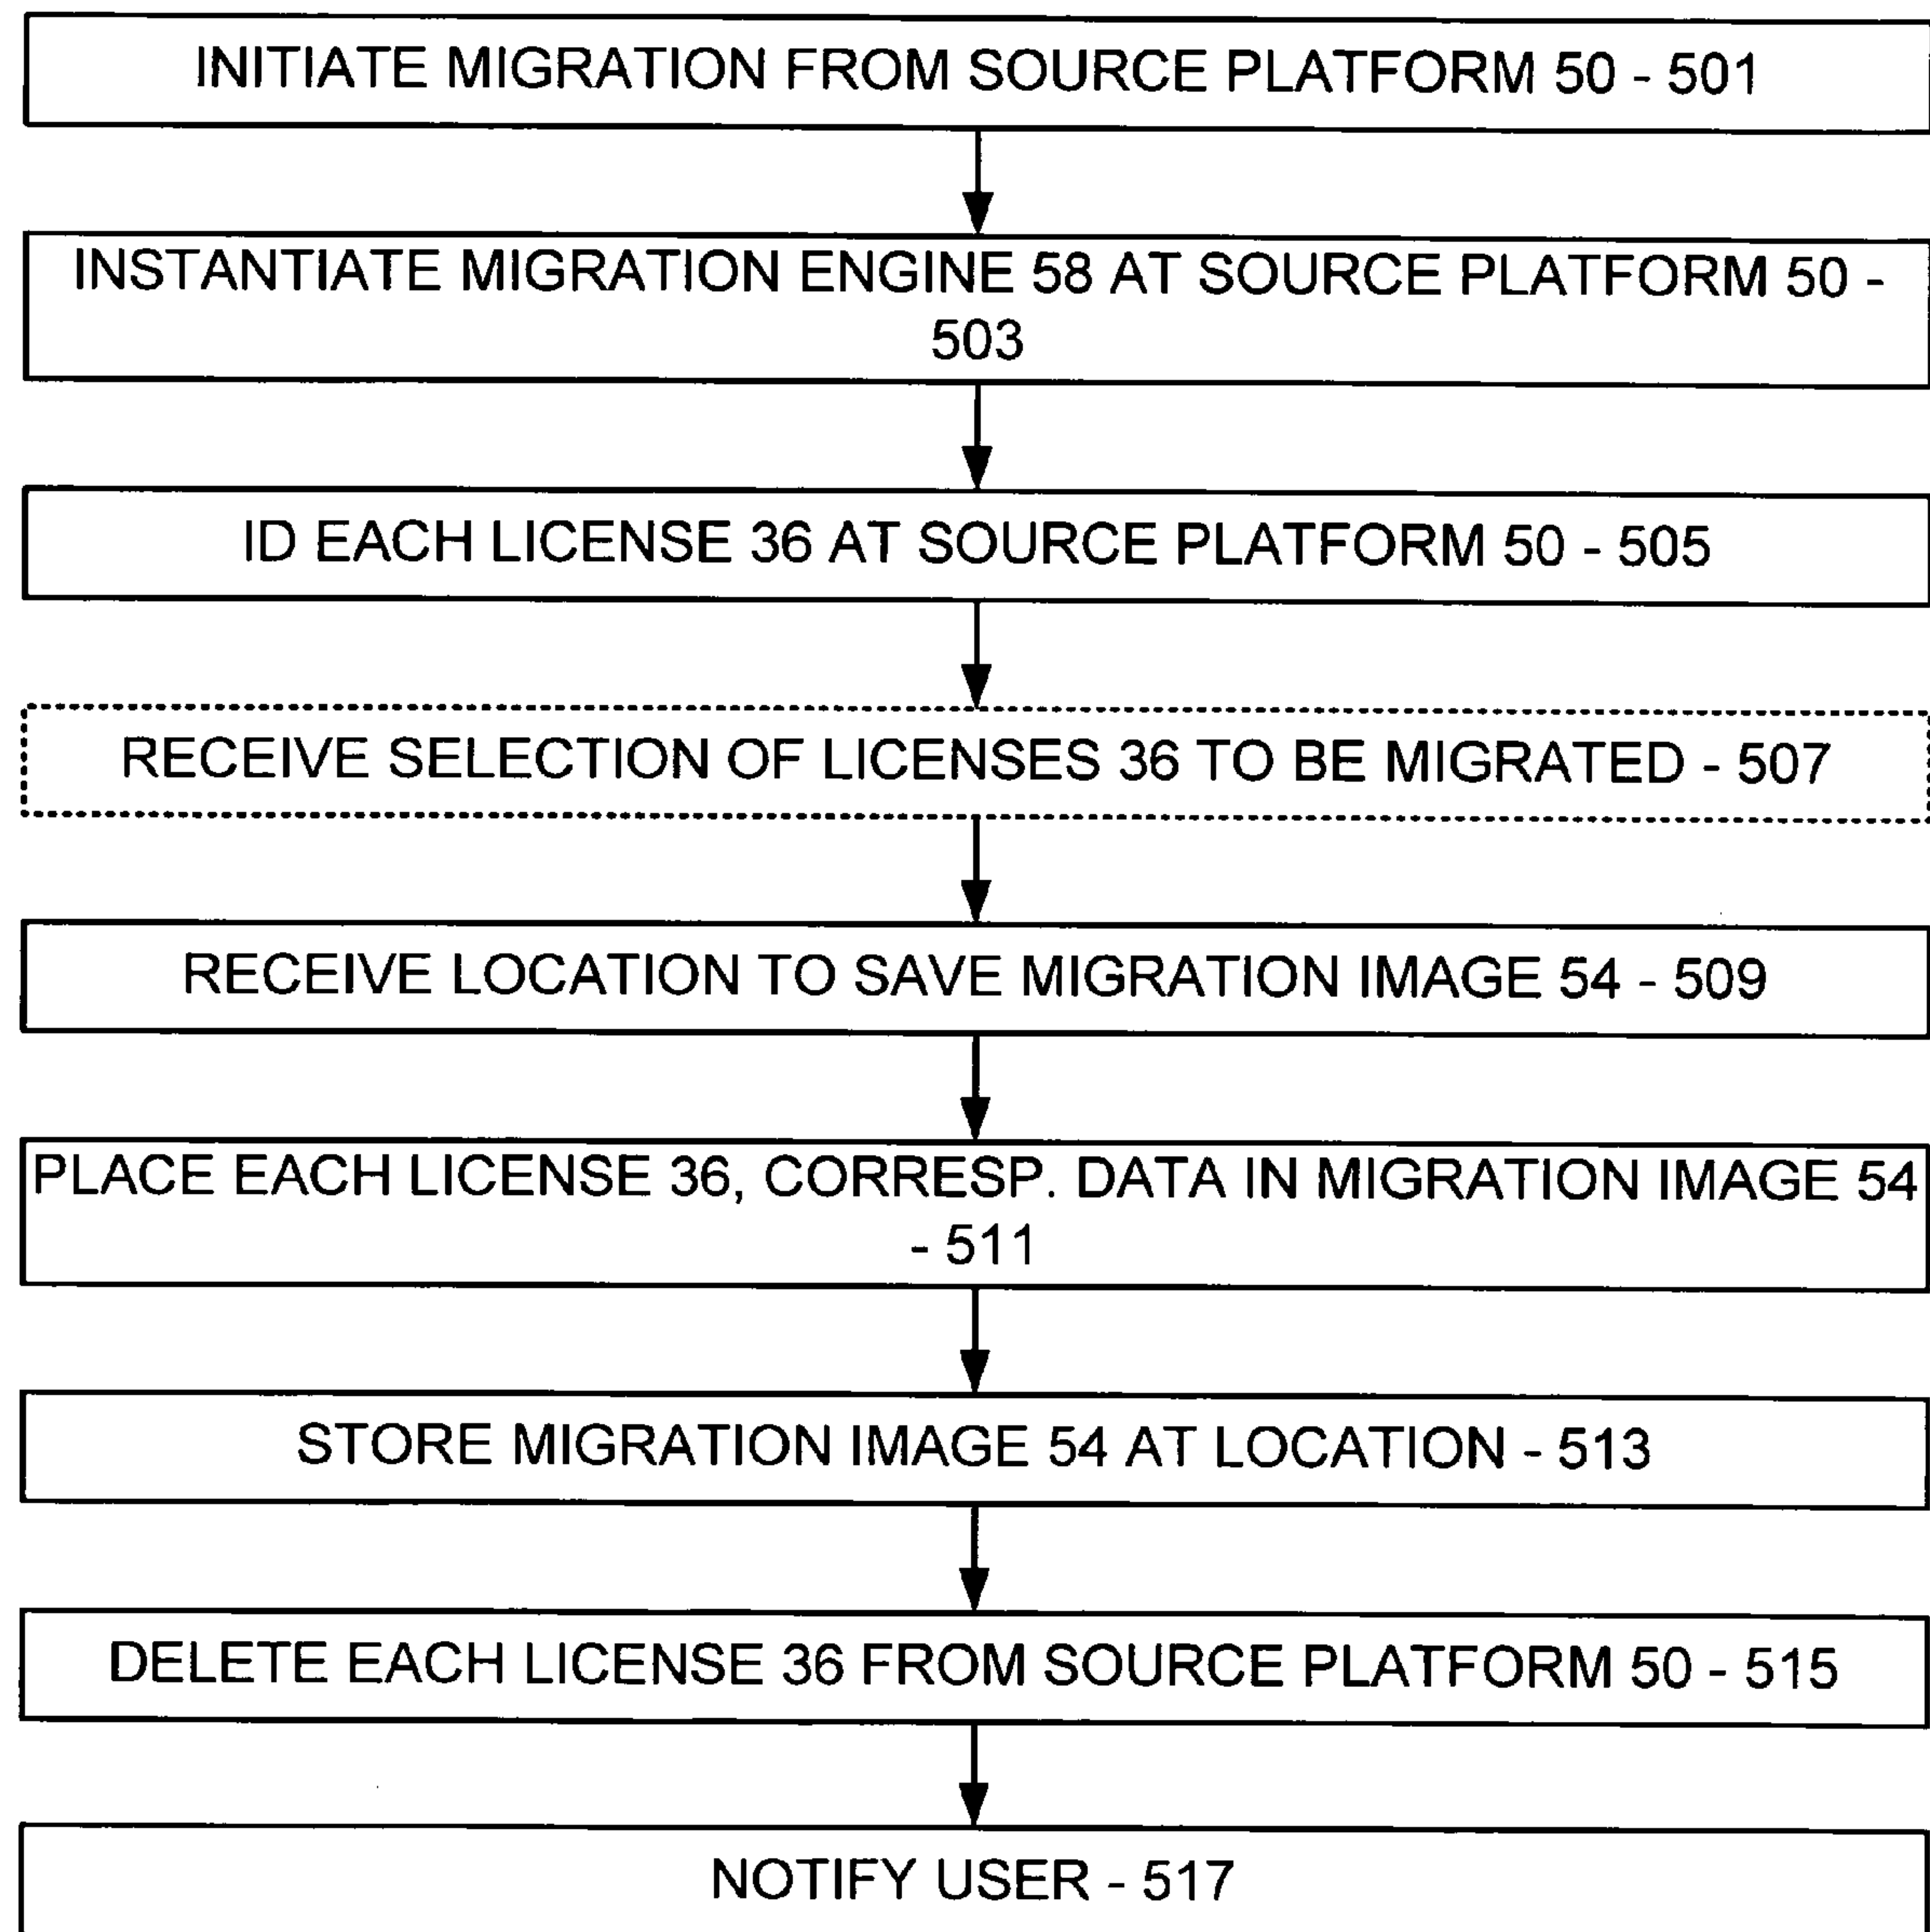 INITIATE MIGRATION FROM SOURCE PLATFORM 50 - 501
INSTANTIATE MIGRATION ENGINE 58 AT SOURCE PLATFORM 50 -
503
ID EACH LICENSE 36 AT SOURCE PLATFORM 50 - 505
RECEIVE SELECTION OF LICENSES 36 TO BE MIGRATED - 507
RECEIVE LOCATION TO SAVE MIGRATION IMAGE 54 - 509
PLACE EACH LICENSE 36, CORRESP. DATA IN MIGRATION IMAGE 54
- 511
STORE MIGRATION IMAGE 54 AT LOCATION - 513
DELETE EACH LICENSE 36 FROM SOURCE PLATFORM 50 - 515
NOTIFY USER - 517